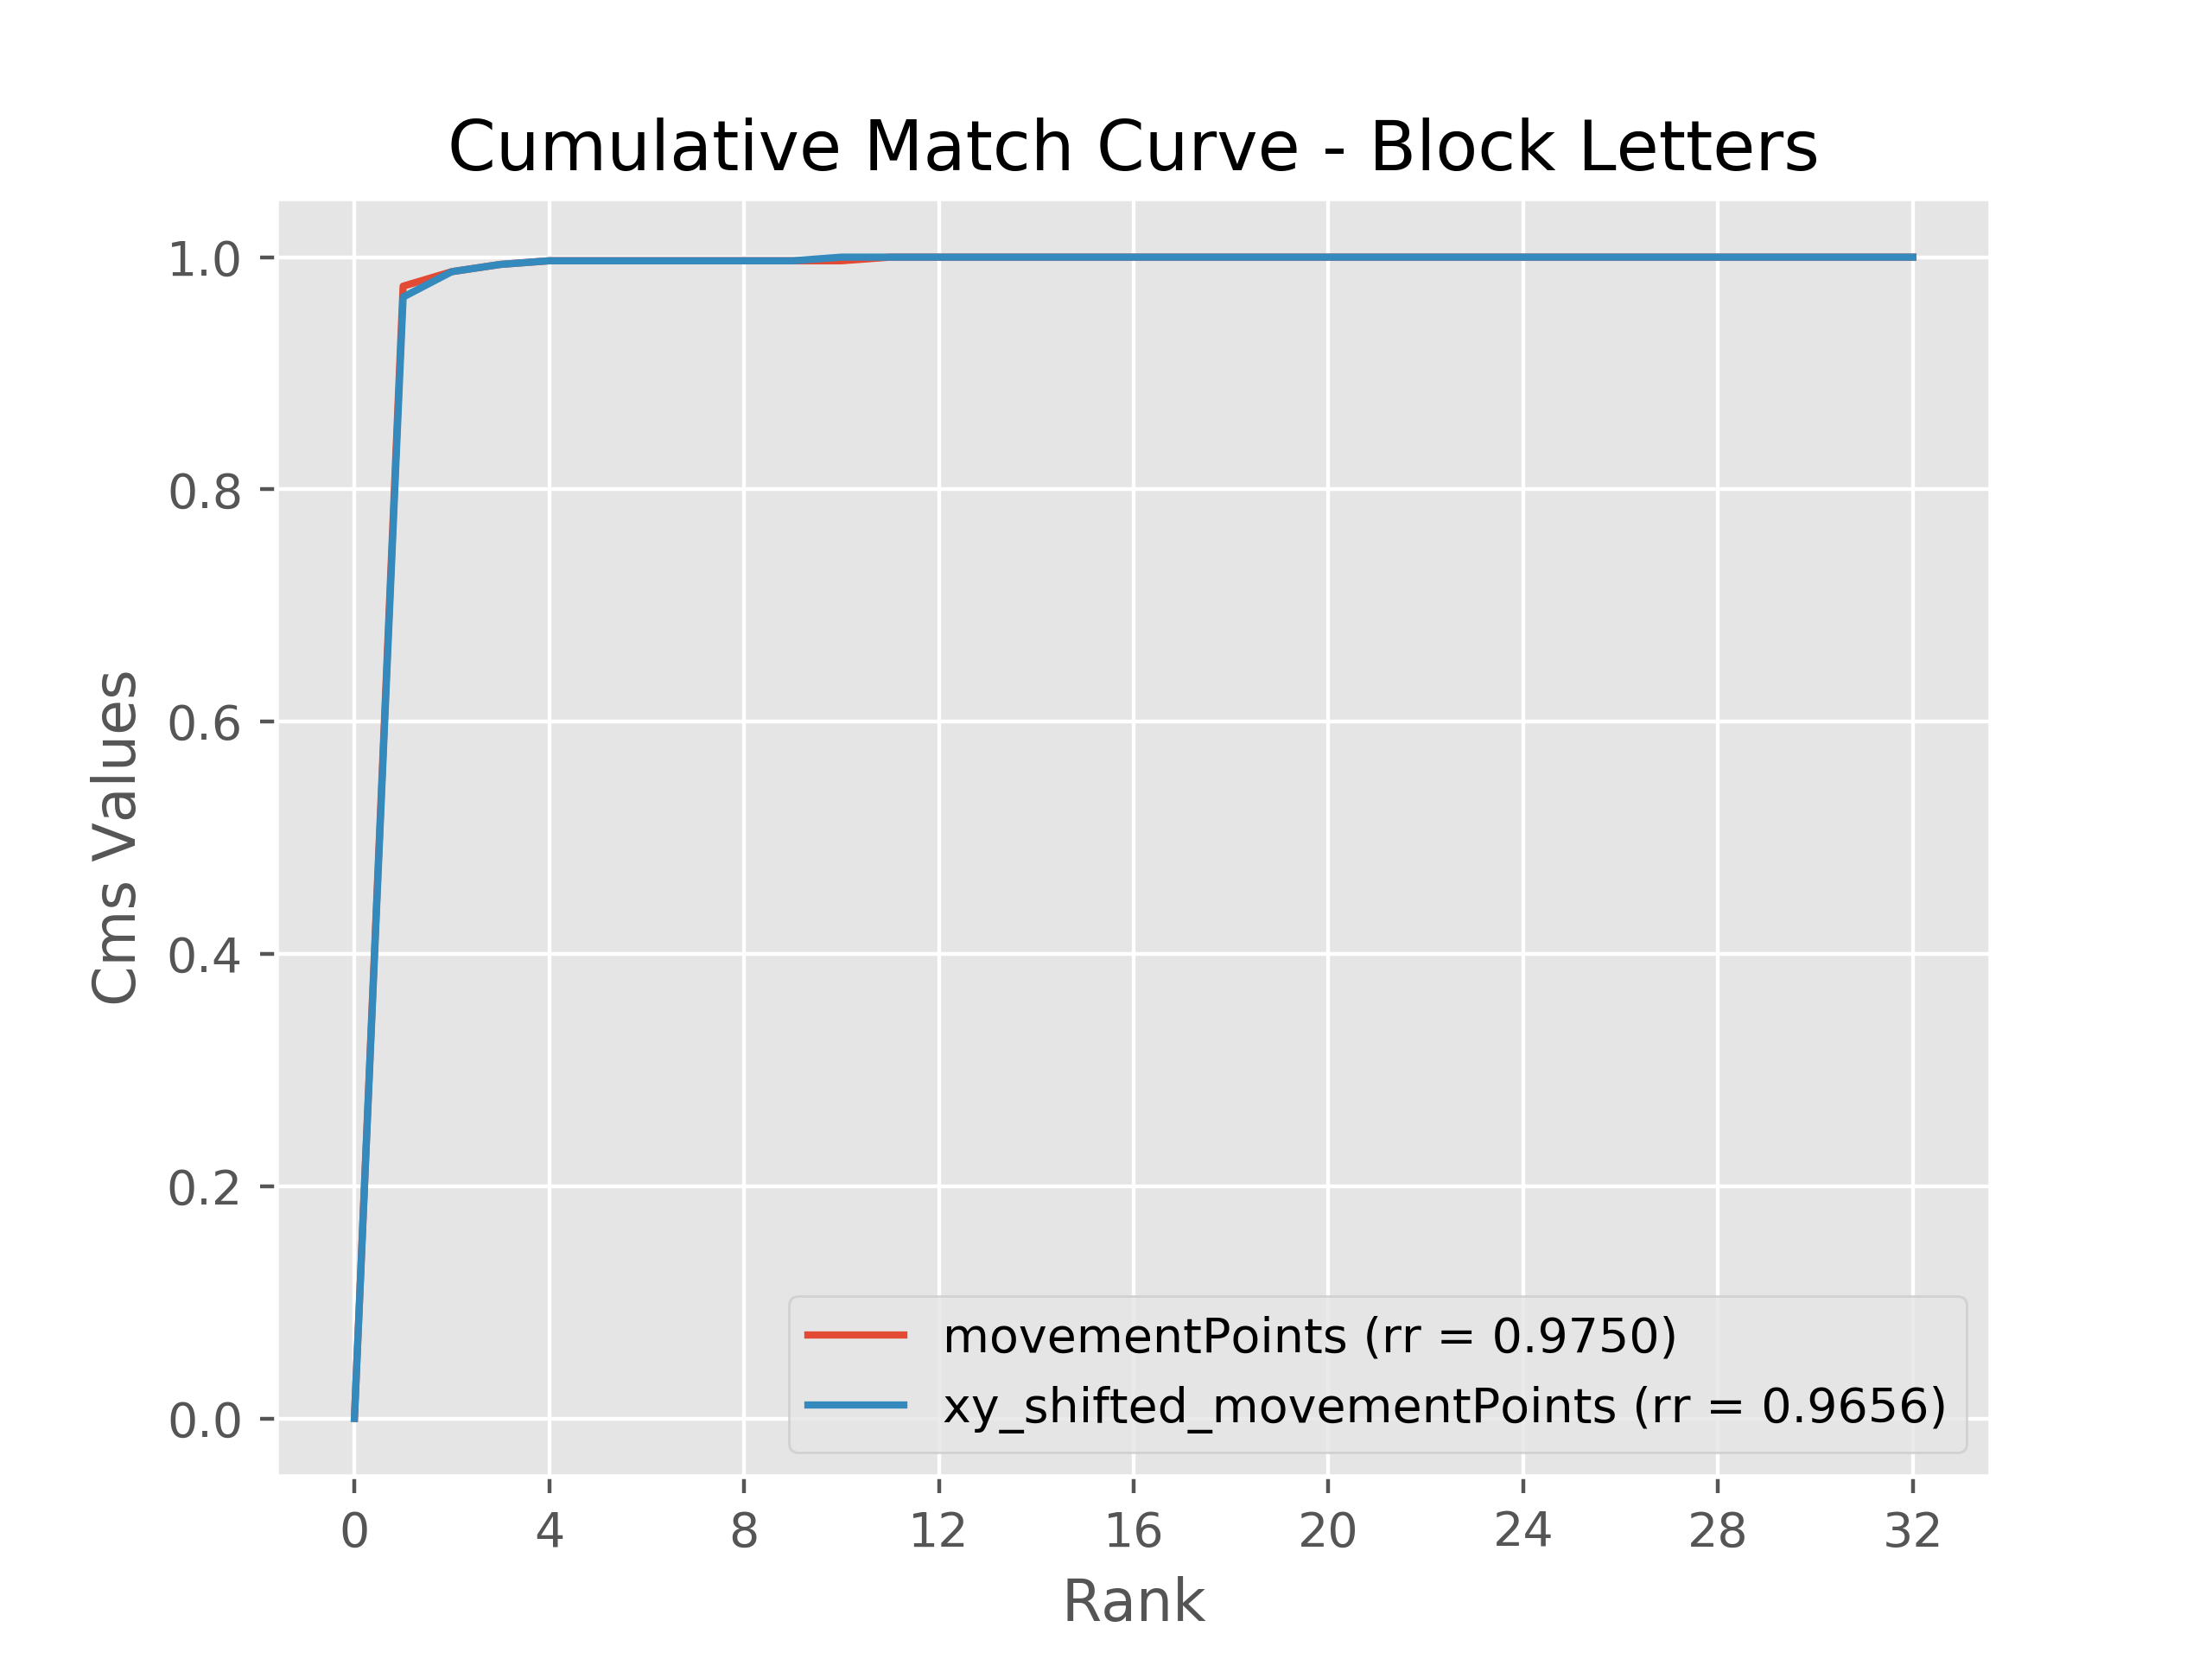 Cumulative Match Curve - Block Letters
1.0
0.8
0.6
0.4
0.2
0.0
Cms Values
movementPoints (rr = 0.9750)
xy_shifted_movementPoints (rr = 0.9656)
0 4 8 12 16 20 24 28 32
Rank